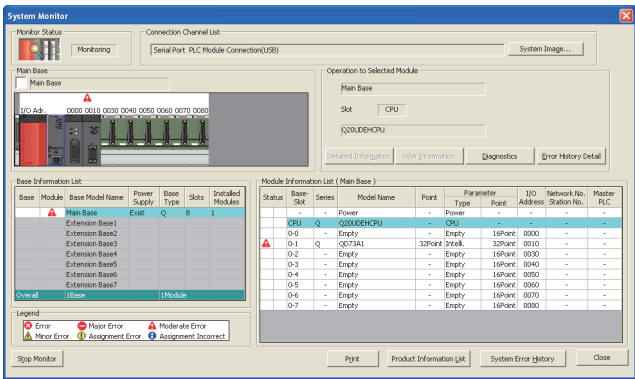 System Monitor
Monitor Status
Monitoring
Connection Channel List
Serial Port PLC Module Connection(USB)
System Image...
Main Base
Main Base
I/O Adr. 0000 0010 0030 0040 0050 0060 0070 0080
Operation to Selected Module
Main Base
Slot CPU
Q20UDEHCPU
Detailed Information
H/W Information
Diagnostics
Error History Detail
Base Information List
Base Module Base Model Name Power Supply Base Type Slots Installed Modules
Main Base Exist Q 8 1
Extension Base1
Extension Base2
Extension Base3
Extension Base4
Extension Base5
Extension Base6
Extension Base7
Overall 1Base 1Module
Module Information List ( Main Base )
Status Base-Slot Series Model Name Point Parameter Type Point I/O Address Network No. Station No. Master PLC
- - Power - Power - - - -
CPU Q Q20UDEHCPU - CPU - - - -
0-0 - Empty - Empty 16Point 0000 - -
0-1 Q QD73A1 32Point Intelli. 32Point 0010 - -
0-2 - Empty - Empty 16Point 0030 - -
0-3 - Empty - Empty 16Point 0040 - -
0-4 - Empty - Empty 16Point 0050 - -
0-5 - Empty - Empty 16Point 0060 - -
0-6 - Empty - Empty 16Point 0070 - -
0-7 - Empty - Empty 16Point 0080 - -
Legend
Error Major Error Moderate Error
Minor Error Assignment Error Assignment Incorrect
Stop Monitor
Print
Product Information List
System Error History
Close